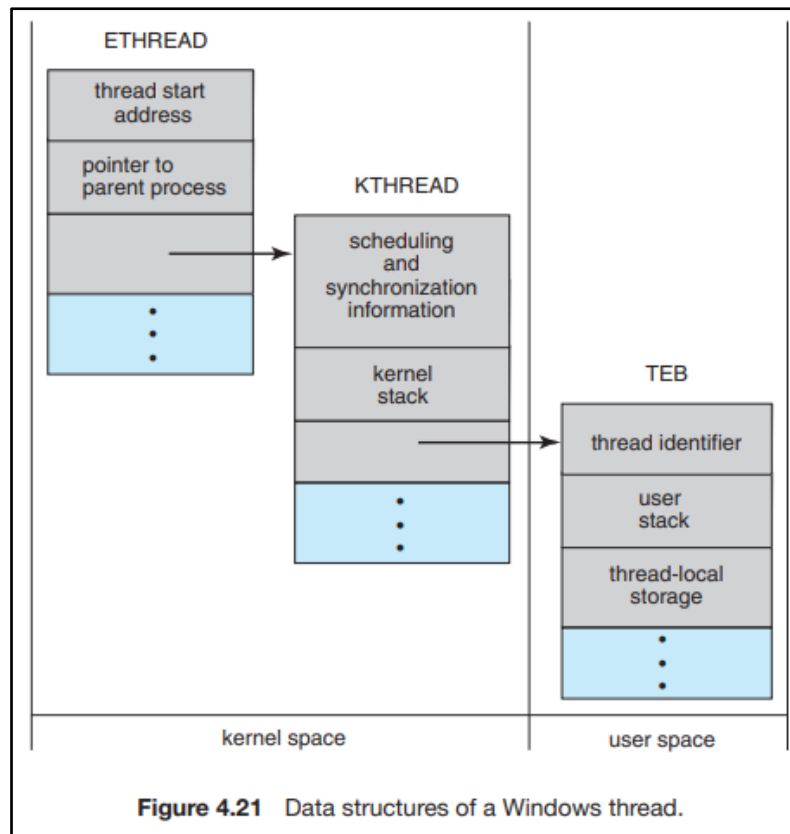 ETHREAD
thread start
address
pointer to
parent process
KTHREAD
scheduling
and
synchronization
information
kernel
stack
TEB
thread identifier
user
stack
thread-local
storage
kernel space
user space
Figure 4.21 Data structures of a Windows thread.